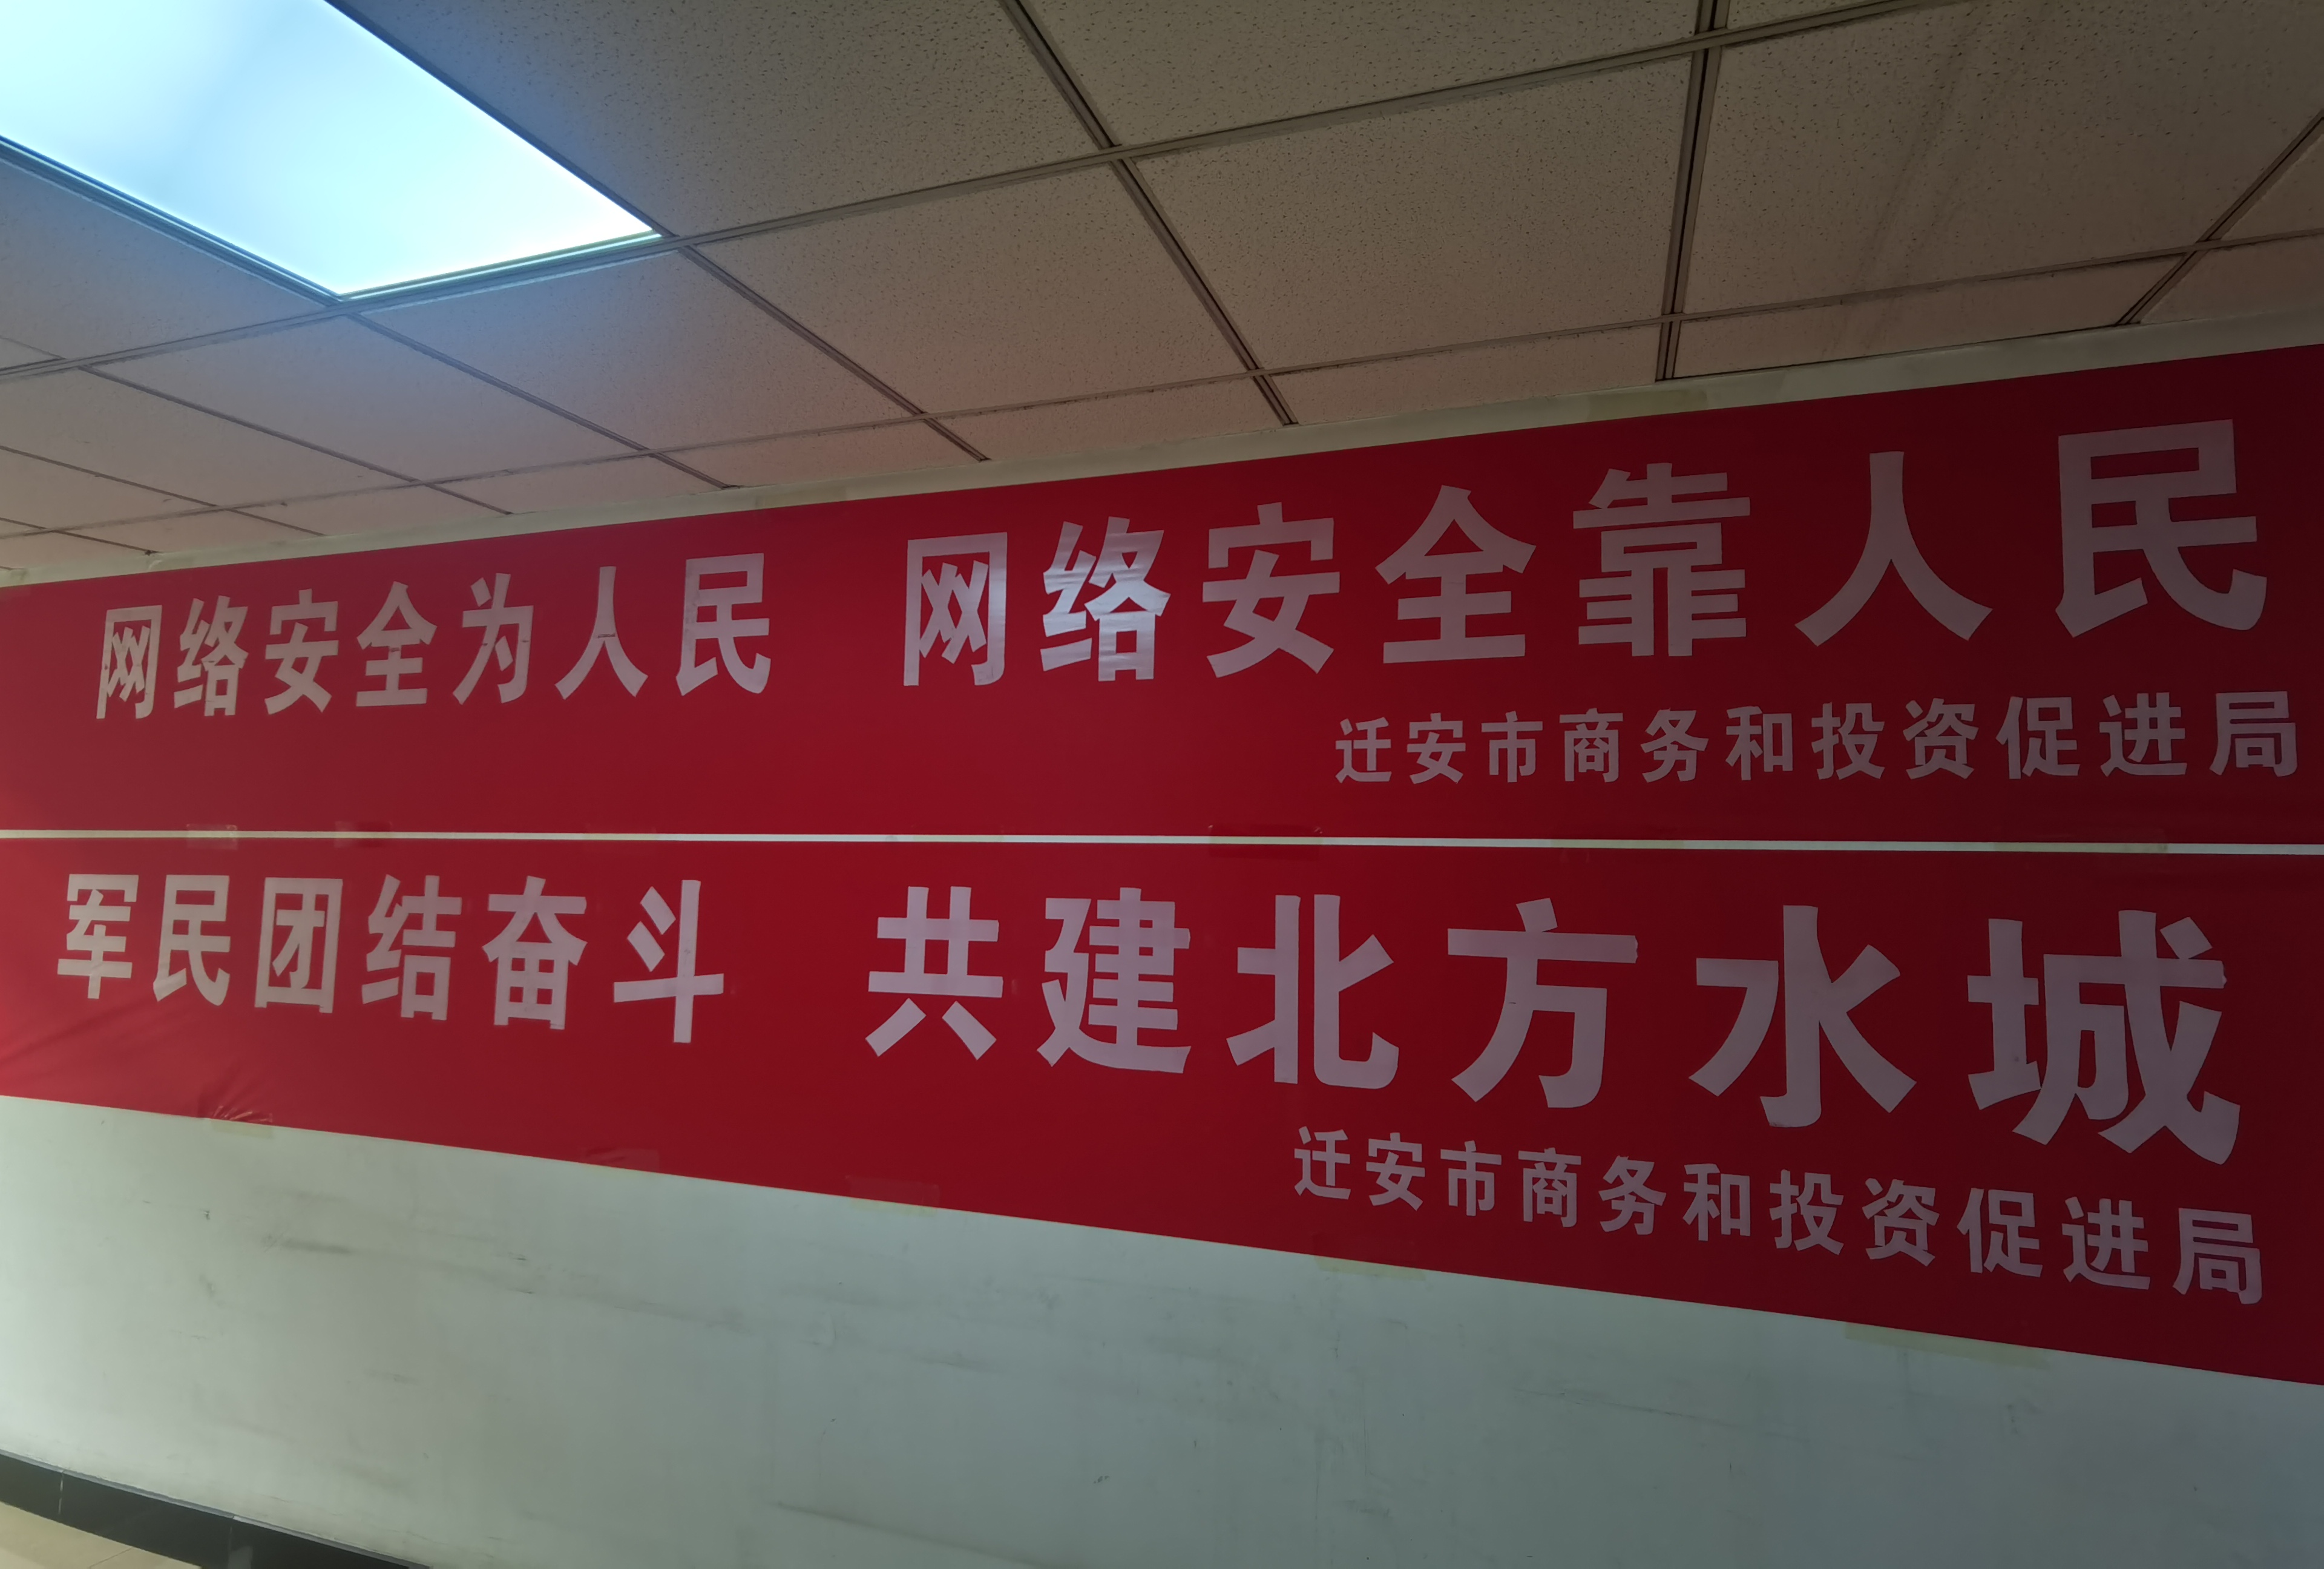 网络安全为人民 网络安全靠人民
迁安市商务和投资促进局
军民团结奋斗 共建北方水城
迁安市商务和投资促进局